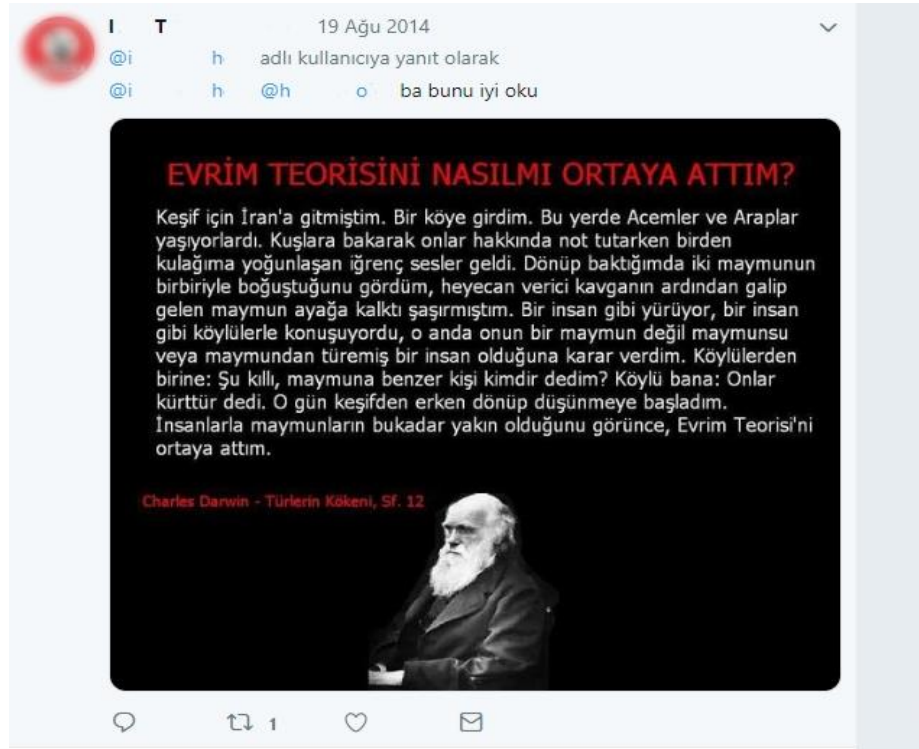 I T 19 Ağu 2014
@i h adlı kullanıcıya yanıt olarak
@i h @h o ba bunu iyi oku
EVRİM TEORİSİNİ NASILMI ORTAYA ATTIM?
Keşif için İran'a gitmiştim. Bir köye girdim. Bu yerde Acemler ve Araplar
yaşıyorlardı. Kuşlara bakarak onlar hakkında not tutarken birden
kulağıma yoğunlaşan iğrenç sesler geldi. Dönüp baktığımda iki maymunun
birbiriyle boğuştuğunu gördüm, heyecan verici kavganın ardından galip
gelen maymun ayağa kalktı şaşırmıştım. Bir insan gibi yürüyor, bir insan
gibi köylülerle konuşuyordu, o anda onun bir maymun değil maymunsu
veya maymundan türemiş bir insan olduğuna karar verdim. Köylülerden
birine: Şu kıllı, maymuna benzer kişi kimdir dedim? Köylü bana: Onlar
kürttür dedi. O gün keşifden erken dönüp düşünmeye başladım.
İnsanlarla maymunların bukadar yakın olduğunu görünce, Evrim Teorisi'ni
ortaya attım.
Charles Darwin - Türlerin Kökeni, Sf. 12
1